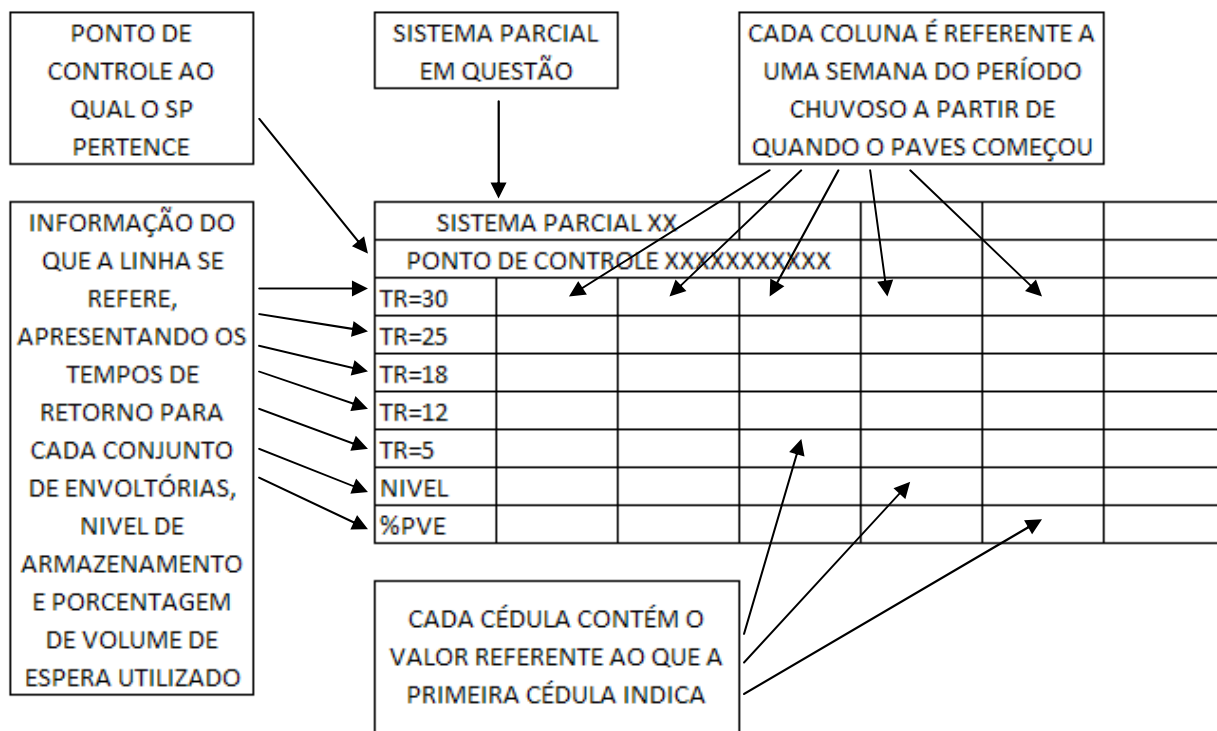 PONTO DE
CONTROLE AO
QUAL O SP
PERTENCE
SISTEMA PARCIAL
EM QUESTÃO
CADA COLUNA É REFERENTE A
UMA SEMANA DO PERÍODO
CHUVOSO A PARTIR DE
QUANDO O PAVES COMEÇOU
INFORMAÇÃO DO
QUE A LINHA SE
REFERE,
APRESENTANDO OS
TEMPOS DE
RETORNO PARA
CADA CONJUNTO
DE ENVOLTÓRIAS,
NIVEL DE
ARMAZENAMENTO
E PORCENTAGEM
DE VOLUME DE
ESPERA UTILIZADO
SISTEMA PARCIAL XX
PONTO DE CONTROLE XXXXXXXXXXX
TR=30
TR=25
TR=18
TR=12
TR=5
NIVEL
%PVE
CADA CÉDULA CONTÉM O
VALOR REFERENTE AO QUE A
PRIMEIRA CÉDULA INDICA